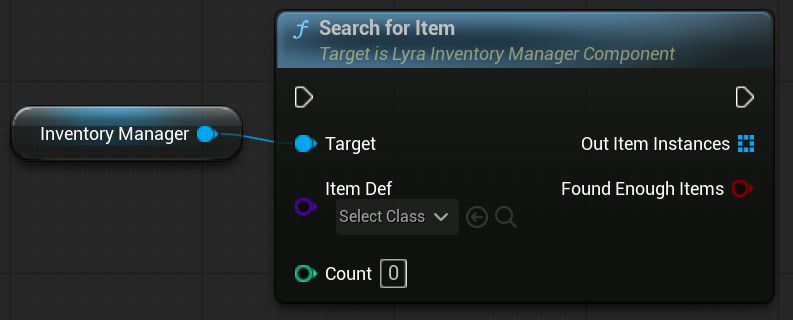 Search for Item
Target is Lyra Inventory Manager Component
Inventory Manager
Target
Out Item Instances
Item Def
Found Enough Items
Select Class
Count 0